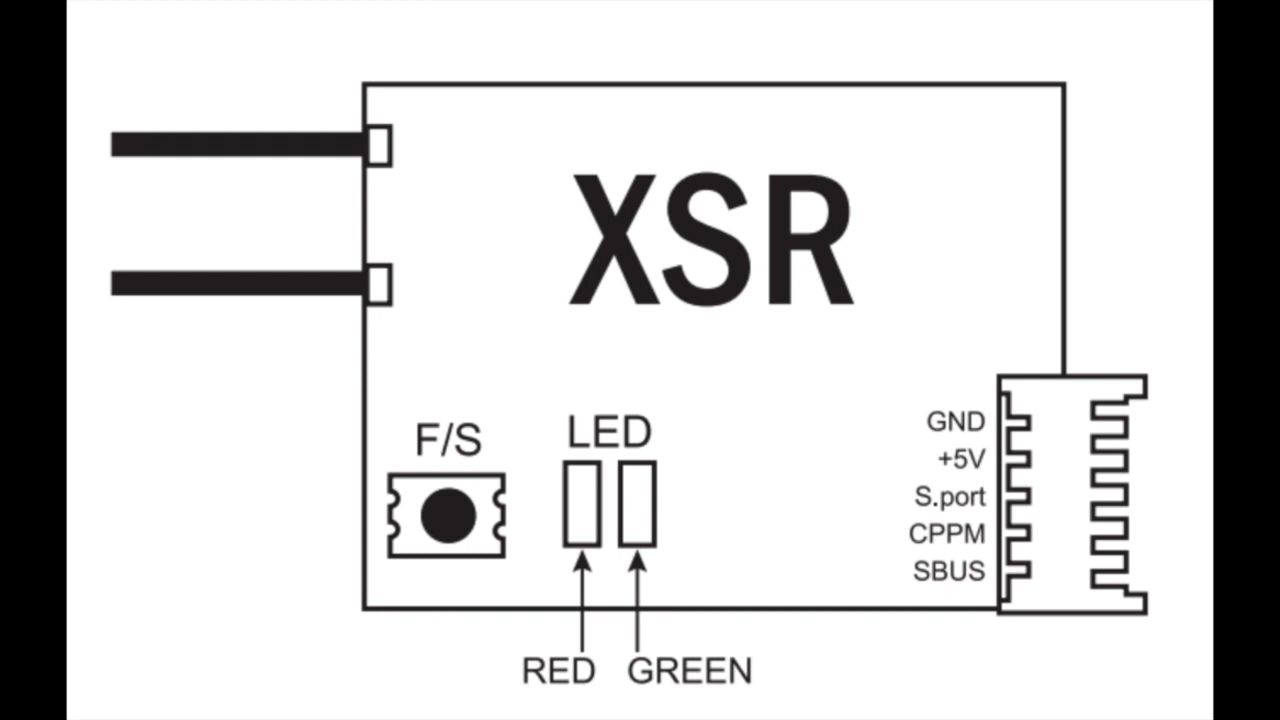 XSR
F/S
LED
GND
+5V
S.port
CPPM
SBUS
RED
GREEN